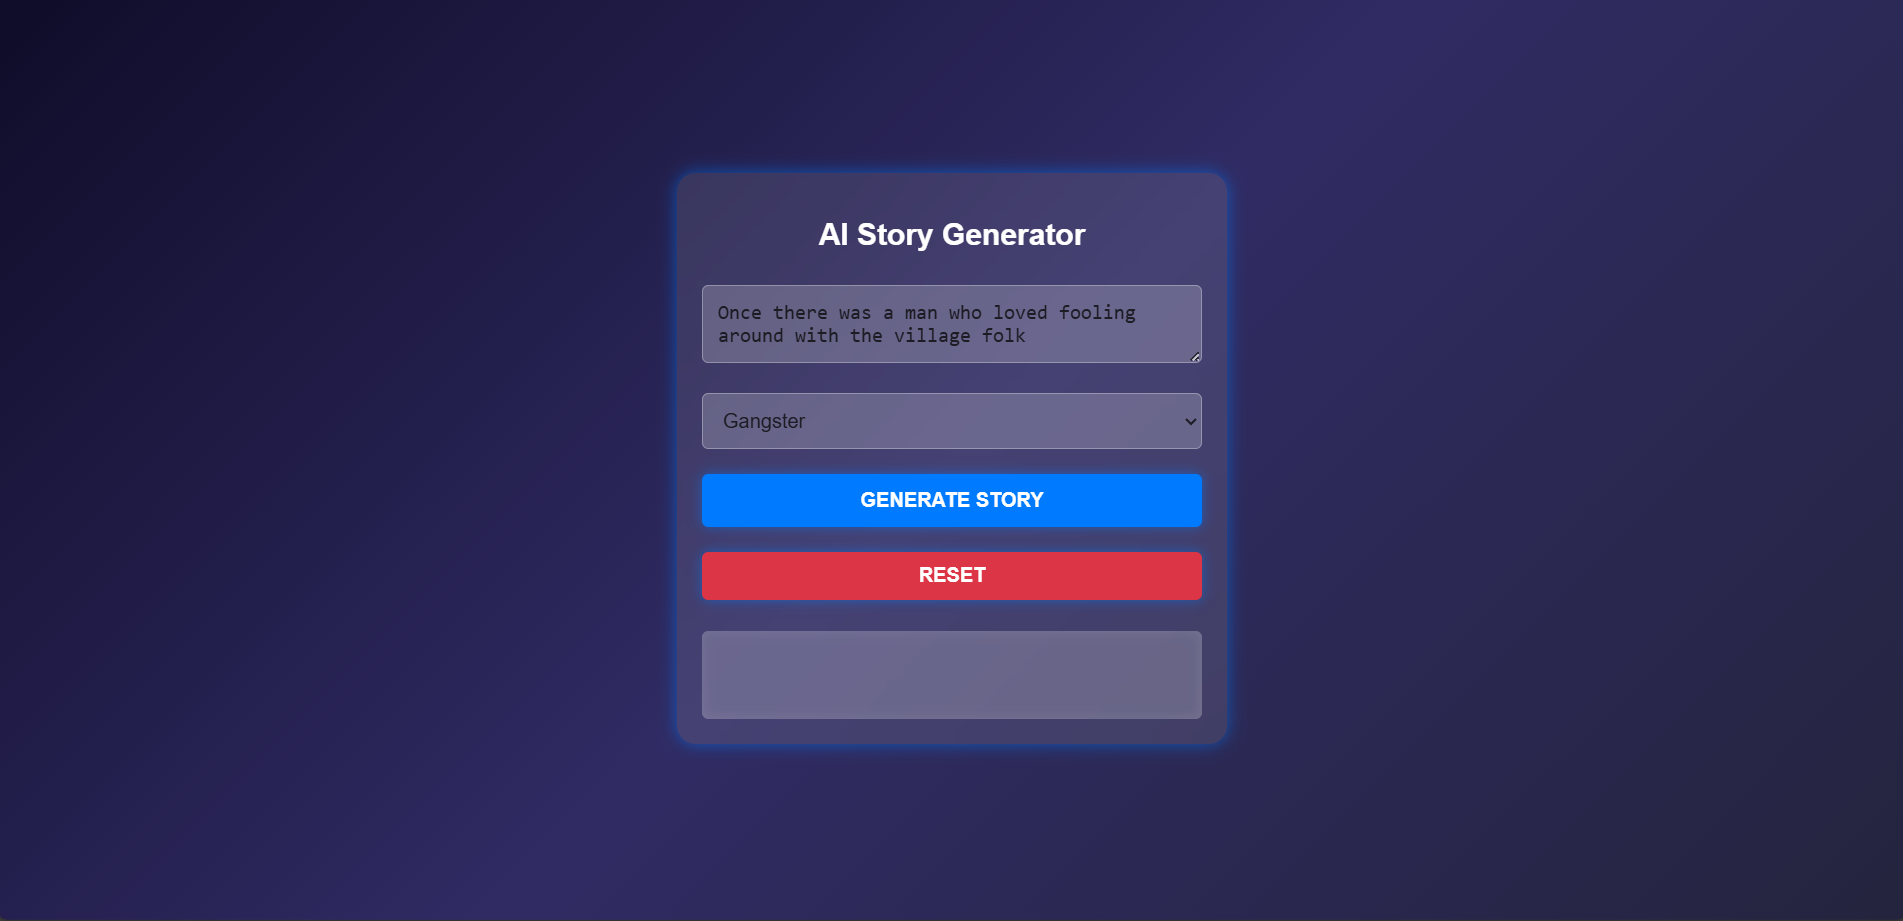 AI Story Generator
Once there was a man who loved fooling
around with the village folk
Gangster
GENERATE STORY
RESET